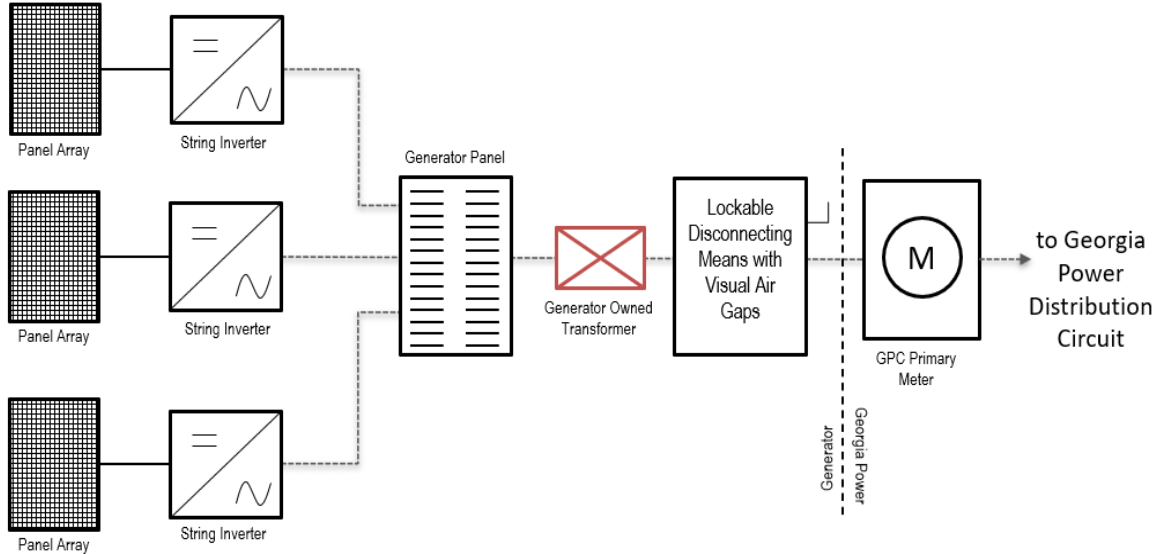 Panel Array
String Inverter
Generator Panel
Panel Array
String Inverter
Generator Owned
Transformer
Lockable
Disconnecting
Means with
Visual Air
Gaps
M
GPC Primary
Meter
to Georgia
Power
Distribution
Circuit
Generator
Georgia Power
Panel Array
String Inverter